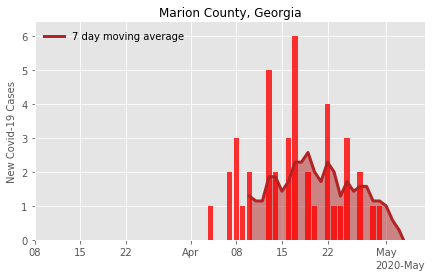 Marion County, Georgia
7 day moving average
New Covid-19 Cases
6
5
4
3
2
1
0
08 15 22 Apr 08 15 22 May
2020-May